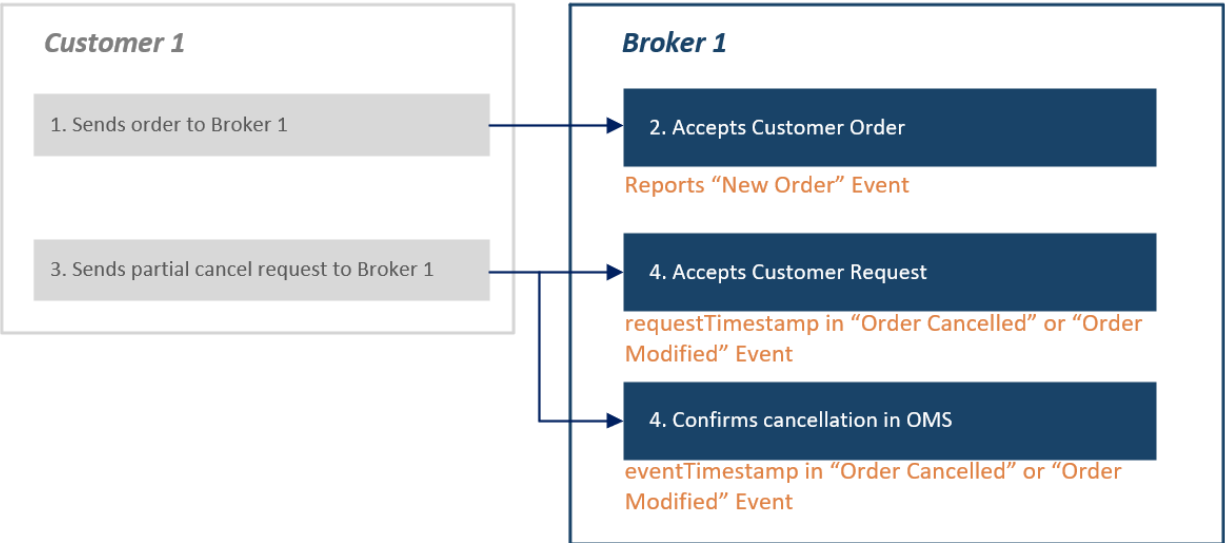 Customer 1
1. Sends order to Broker 1
3. Sends partial cancel request to Broker 1
Broker 1
2. Accepts Customer Order
Reports “New Order” Event
4. Accepts Customer Request
requestTimestamp in “Order Cancelled” or “Order
Modified” Event
4. Confirms cancellation in OMS
eventTimestamp in “Order Cancelled” or “Order
Modified” Event